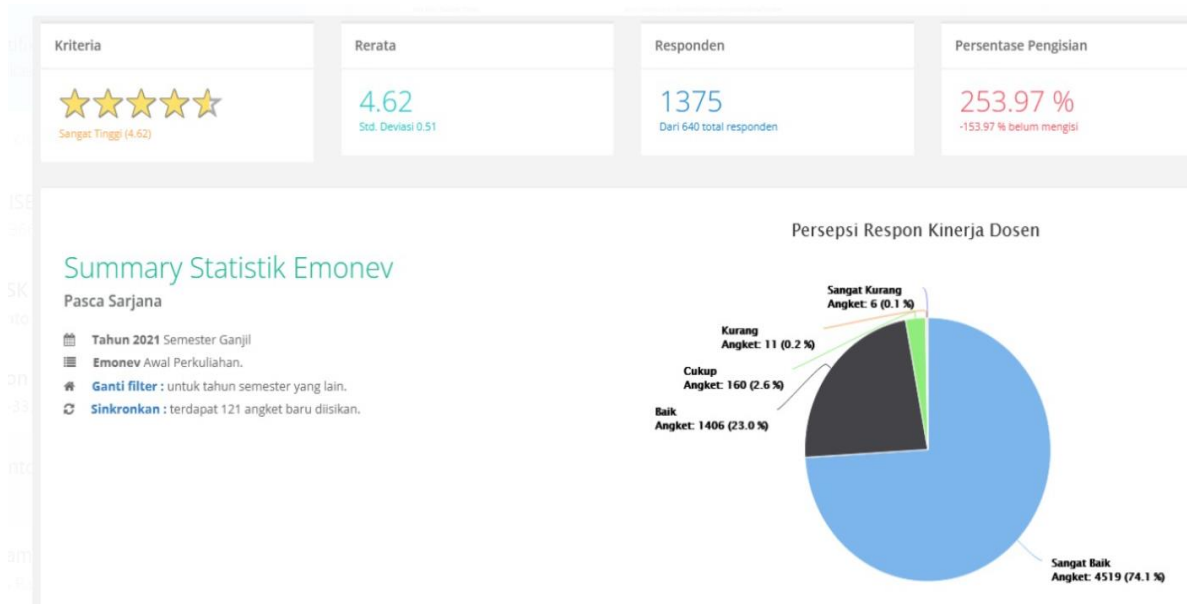 Kriteria
Sangat Tinggi (4.62)
Rerata
4.62
Std. Deviasi 0.51
Responden
1375
Dari 640 total responden
Persentase Pengisian
253.97 %
-153.97 % belum mengisi
Summary Statistik Emonev
Pasca Sarjana
Tahun 2021 Semester Ganjil
Emonev Awal Perkuliahan.
Ganti filter : untuk tahun semester yang lain.
Sinkronkan : terdapat 121 angket baru diisikan.
Persepsi Respon Kinerja Dosen
Sangat Kurang
Angket: 6 (0.1 %)
Kurang
Angket: 11 (0.2 %)
Cukup
Angket: 160 (2.6 %)
Baik
Angket: 1406 (23.0 %)
Sangat Baik
Angket: 4519 (74.1 %)